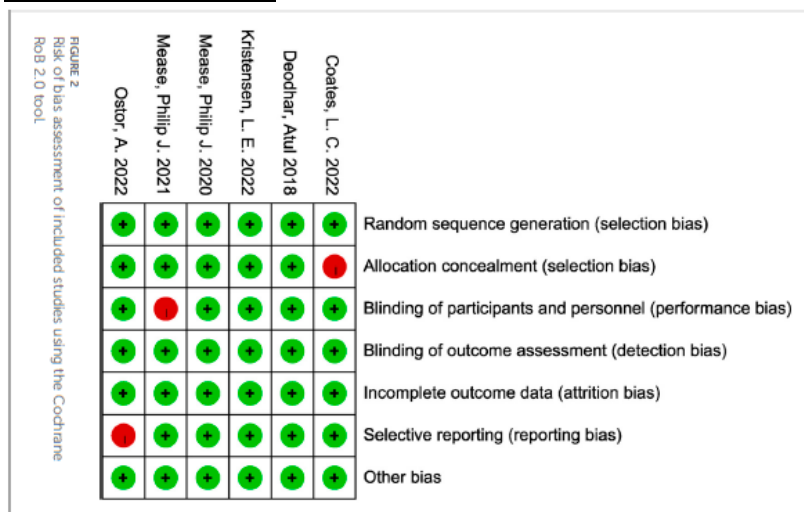 Coates, L. C. 2022
Deodhar, Atul 2018
Kristensen, L. E. 2022
Mease, Philip J. 2020
Mease, Philip J. 2021
Ostor, A. 2022
Random sequence generation (selection bias)
Allocation concealment (selection bias)
Blinding of participants and personnel (performance bias)
Blinding of outcome assessment (detection bias)
Incomplete outcome data (attrition bias)
Selective reporting (reporting bias)
Other bias
FIGURE 2
Risk of bias assessment of included studies using the Cochrane
RoB 2.0 tool.